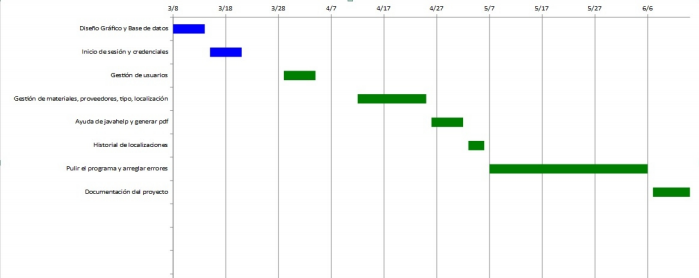 3/8 3/18 3/28 4/7 4/17 4/27 5/7 5/17 5/27 6/6
Diseño Gráfico y Base de datos
Inicio de sesión y credenciales
Gestión de usuarios
Gestión de materiales, proveedores, tipo, localización
Ayuda de javahelp y generar pdf
Historial de localizaciones
Pulir el programa y arreglar errores
Documentación del proyecto